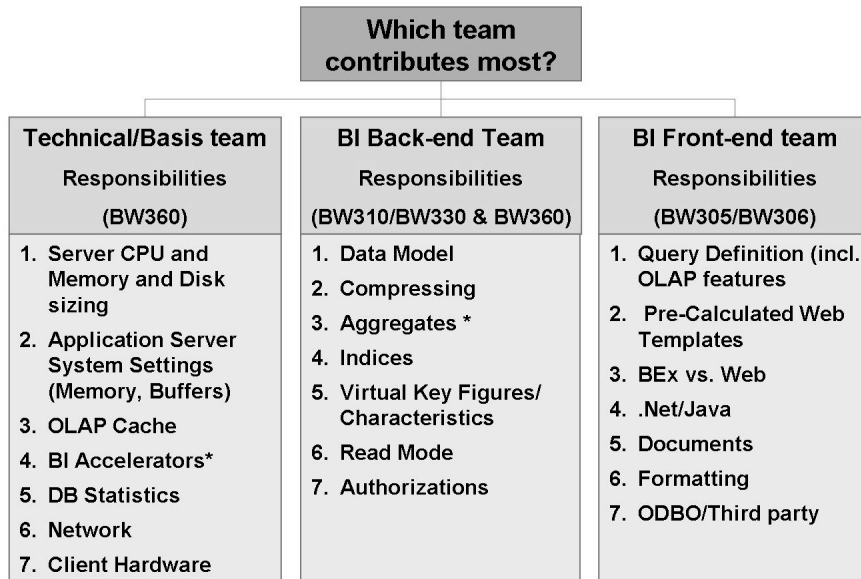 Which team
contributes most?
Technical/Basis team
Responsibilities
(BW360)
1. Server CPU and
Memory and Disk
sizing
2. Application Server
System Settings
(Memory, Buffers)
3. OLAP Cache
4. BI Accelerators*
5. DB Statistics
6. Network
7. Client Hardware
BI Back-end Team
Responsibilities
(BW310/BW330 & BW360)
1. Data Model
2. Compressing
3. Aggregates *
4. Indices
5. Virtual Key Figures/
Characteristics
6. Read Mode
7. Authorizations
BI Front-end team
Responsibilities
(BW305/BW306)
1. Query Definition (incl.
OLAP features
2. Pre-Calculated Web
Templates
3. BEx vs. Web
4. .Net/Java
5. Documents
6. Formatting
7. ODBO/Third party